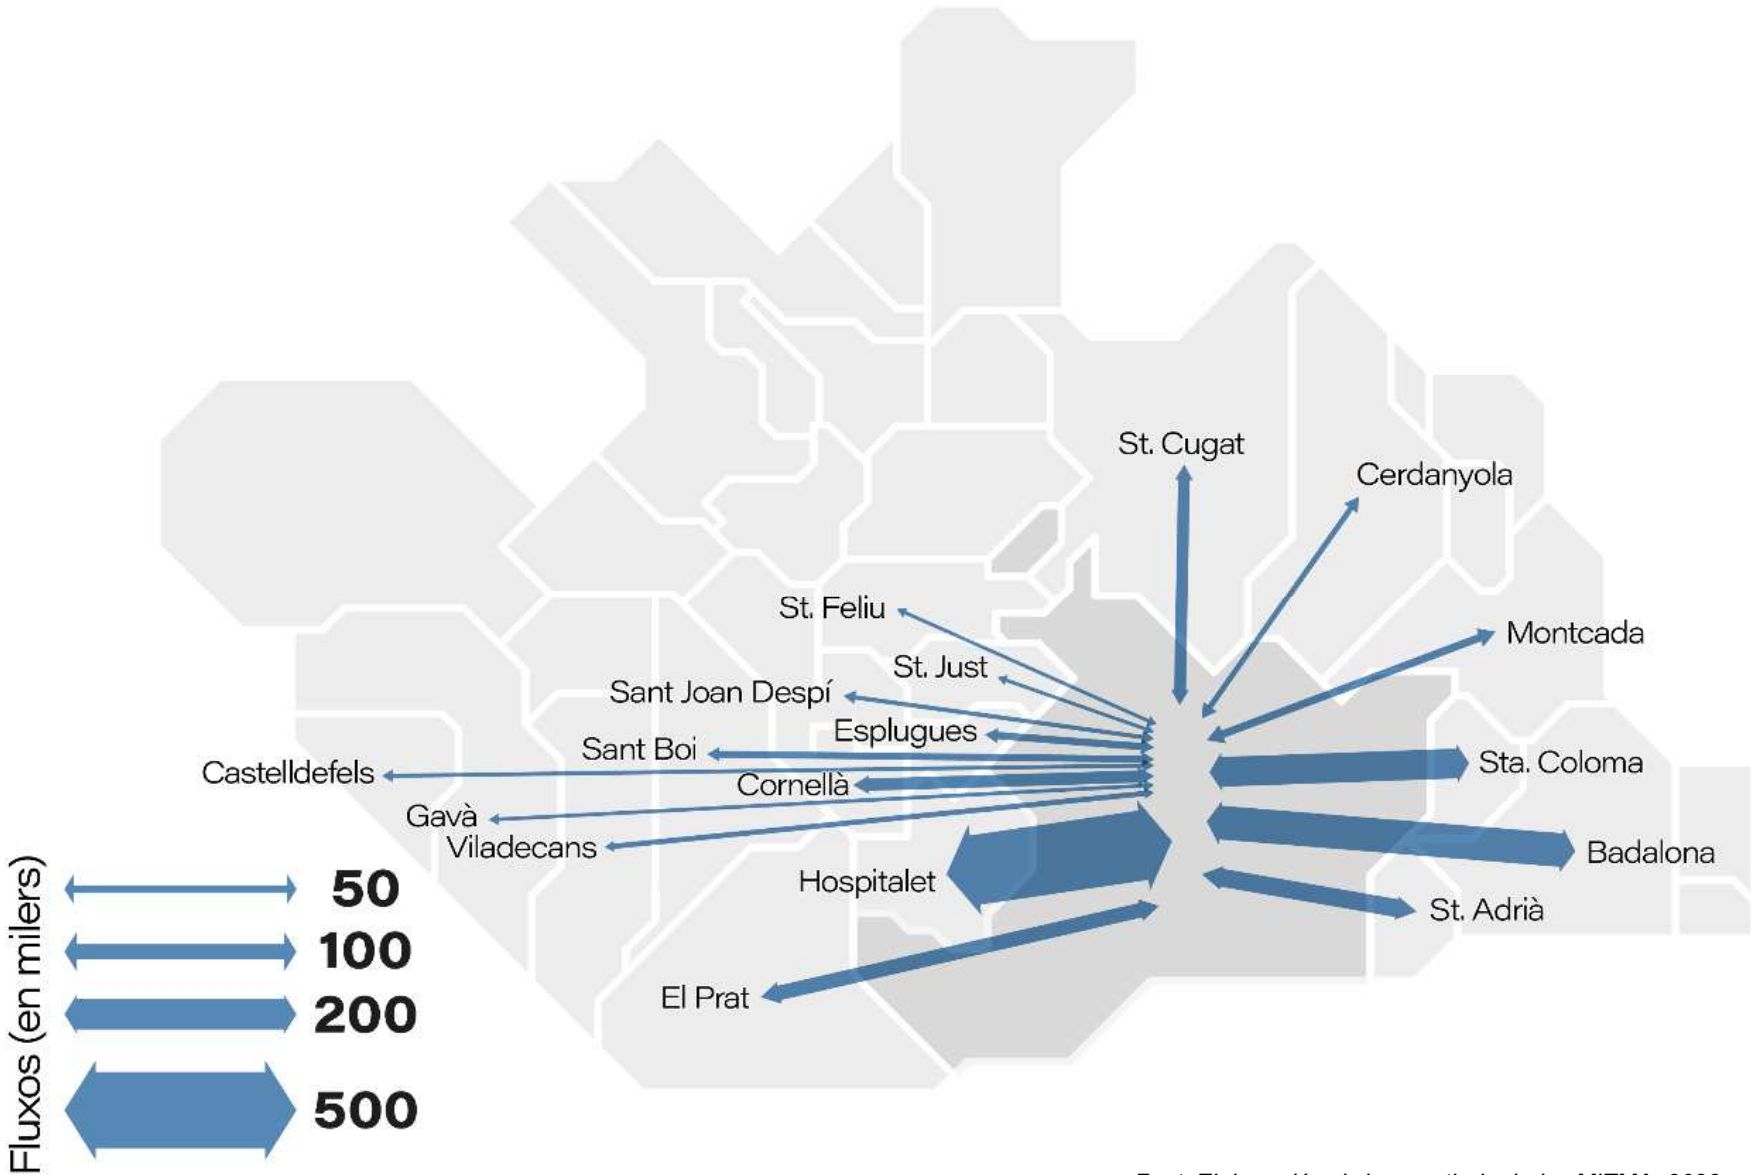 St. Cugat
Cerdanyola
St. Feliu
Montcada
St. Just
Sant Joan Despí
Esplugues
Sant Boi
Sta. Coloma
Castelldefels
Cornellà
Gavà
Viladecans
Badalona
Hospitalet
St. Adrià
El Prat
Fluxos (en milers)
50
100
200
500